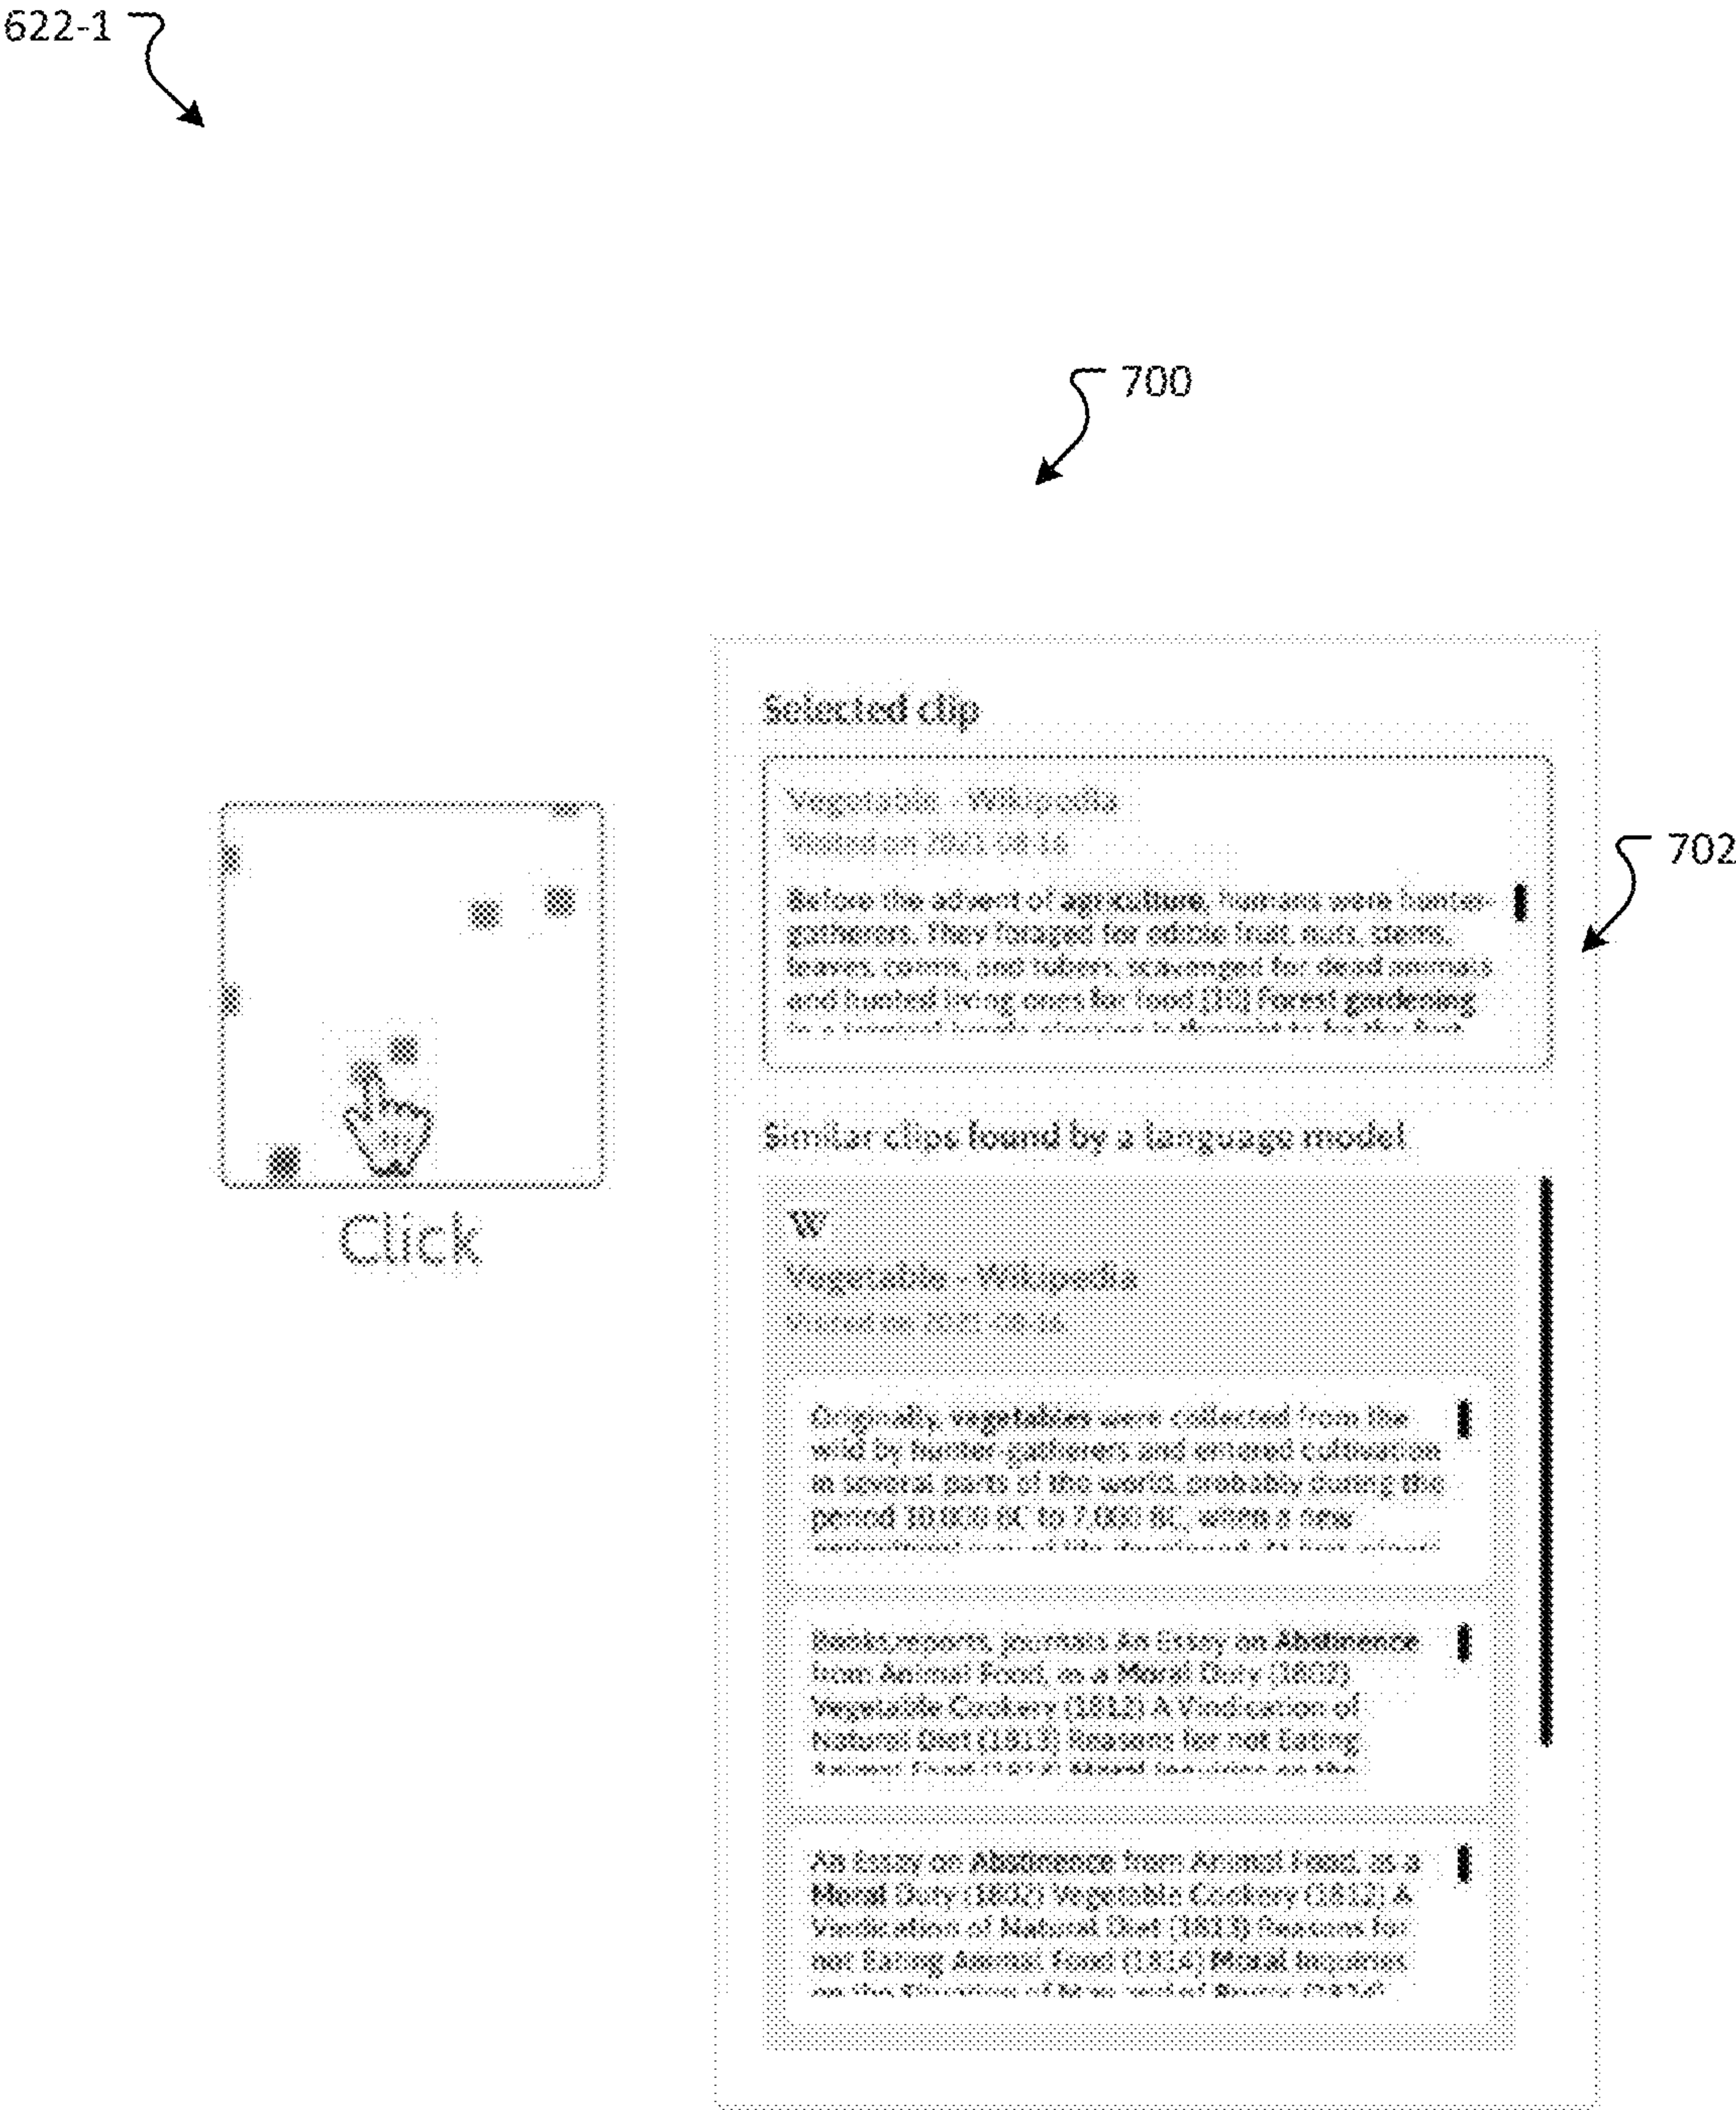 622-1
700
Selected clip
Vegetable - Wikipedia
Visited on
702
Before the advent of agriculture, humans were hunter-
gatherers. They foraged for edible fruit, nuts, stems,
leaves, corms, and tubers, scavenged for dead animals
and hunted living ones for food.[10] Forest gardening
Click
Similar clips found by a language model
W
Vegetable - Wikipedia
Visited on
Originally, vegetables were collected from the
wild by hunter-gatherers and entered cultivation
in several parts of the world, probably during the
period 10,000 BC to 7,000 BC, when a new
Books, reports, journals An Essay on Abstinence
from Animal Food, as a Moral Duty (1802)
Vegetable Cookery (1812) A Vindication of
Natural Diet (1813) Reasons for not Eating
An Essay on Abstinence from Animal Food, as a
Moral Duty (1802) Vegetable Cookery (1812) A
Vindication of Natural Diet (1813) Reasons for
not Eating Animal Food (1814) Moral Inquiries